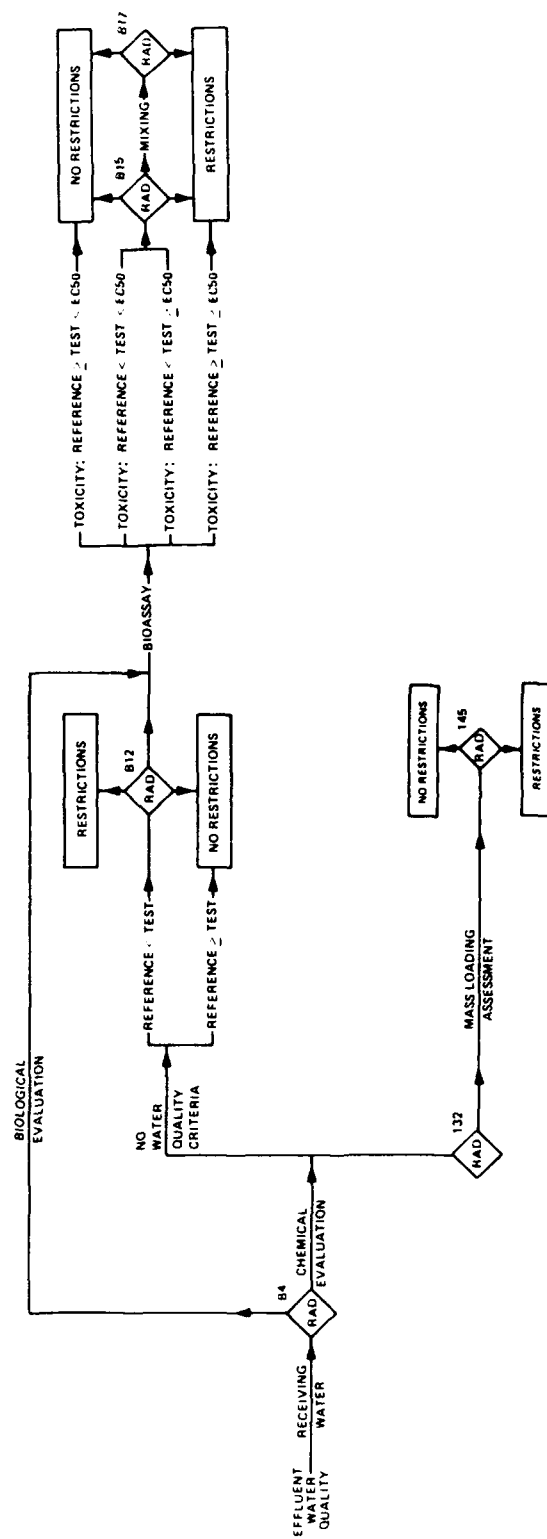 EFFLUENT
WATER
QUALITY
RECEIVING
WATER
B4
RAD
BIOLOGICAL
EVALUATION
CHEMICAL
EVALUATION
NO
WATER
QUALITY
CRITERIA
REFERENCE < TEST
REFERENCE ≥ TEST
RESTRICTIONS
B12
RAD
NO RESTRICTIONS
BIOASSAY
TOXICITY: REFERENCE ≥ TEST < EC50
TOXICITY: REFERENCE < TEST < EC50
TOXICITY: REFERENCE < TEST ≥ EC50
TOXICITY: REFERENCE ≥ TEST ≥ EC50
NO RESTRICTIONS
B15
RAD
MIXING
B17
RAD
RESTRICTIONS
132
RAD
MASS LOADING
ASSESSMENT
NO RESTRICTIONS
145
RAD
RESTRICTIONS